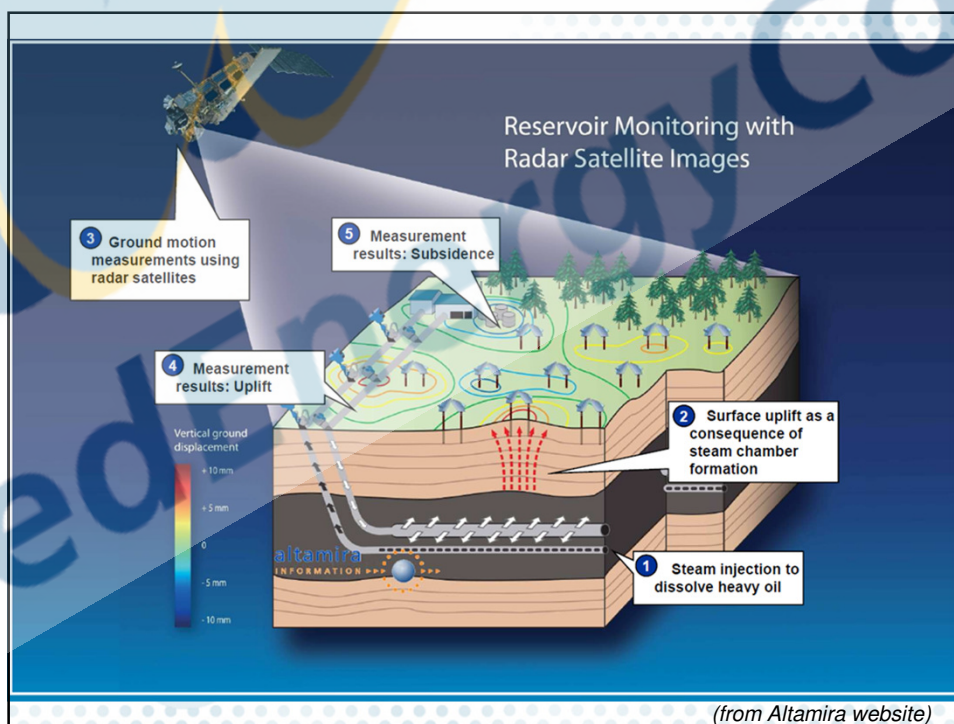 edEnergyCo
Reservoir Monitoring with
Radar Satellite Images
3 Ground motion
measurements using
radar satellites
5 Measurement
results: Subsidence
4 Measurement
results: Uplift
2 Surface uplift as a
consequence of
steam chamber
formation
Vertical ground
displacement
+ 10 mm
+ 5 mm
0
- 5 mm
- 10 mm
altamira
INFORMATION
1 Steam injection to
dissolve heavy oil
(from Altamira website)